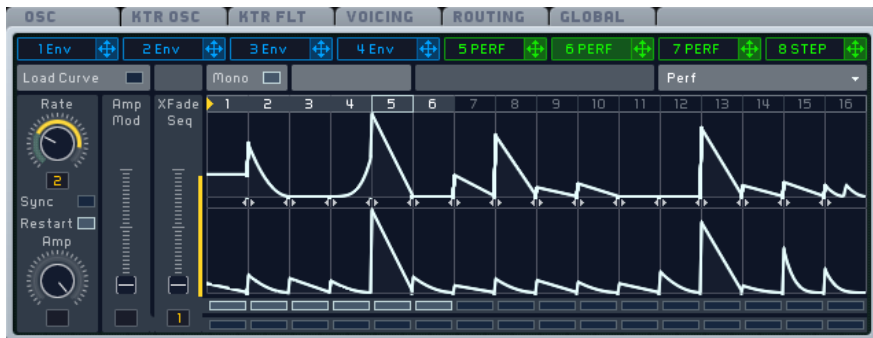 OSC KTR OSC KTR FLT VOICING ROUTING GLOBAL
1 Env 2 Env 3 Env 4 Env 5 PERF 6 PERF 7 PERF 8 STEP
Load Curve Mono Perf
Rate Amp Mod XFade Seq
1 2 3 4 5 6 7 8 9 10 11 12 13 14 15 16
2
Sync
Restart
Amp
1